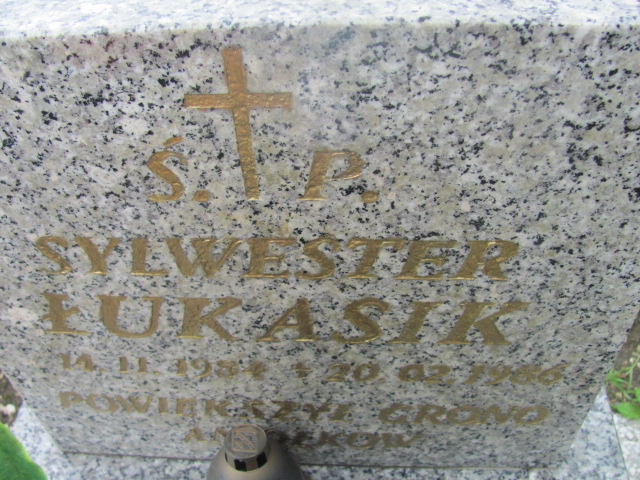 Ś. P.
SYLWESTER
ŁUKASIK
14. 11. 1984 + 20. 02. 1986
POWIĘKSZYŁ GRONO